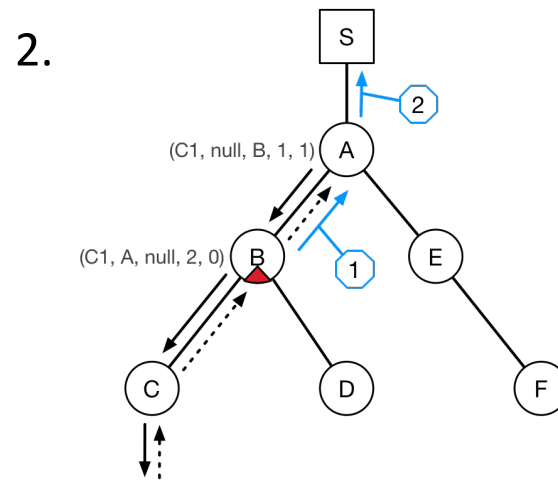 2.
S
2
(C1, null, B, 1, 1)
A
(C1, A, null, 2, 0)
B
1
E
C
D
F